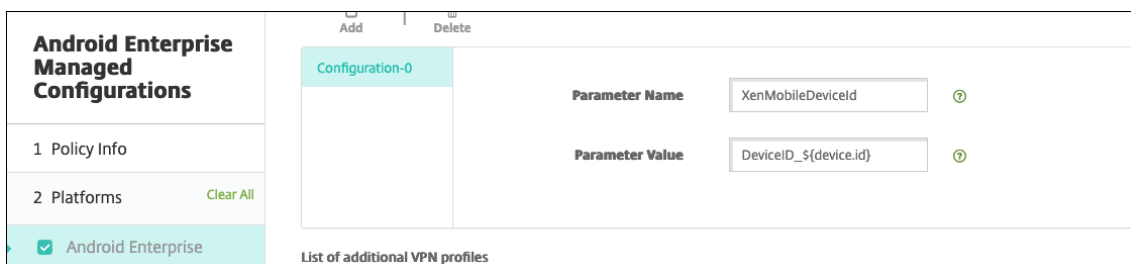 Add
Delete
Android Enterprise
Managed
Configurations
Configuration-0
Parameter Name
XenMobileDeviceId
1 Policy Info
Parameter Value
DeviceID_${device.id}
2 Platforms
Clear All
Android Enterprise
List of additional VPN profiles